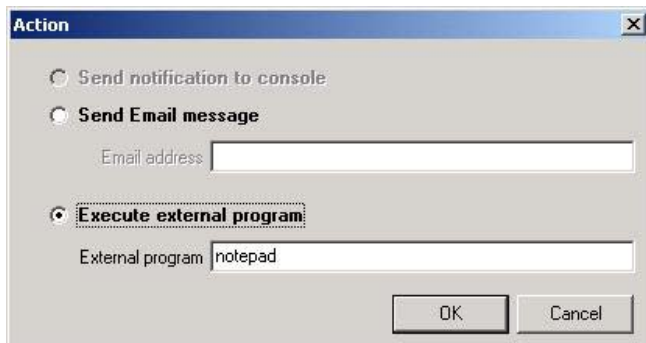 Action
Send notification to console
Send Email message
Email address
Execute external program
External program notepad
OK Cancel